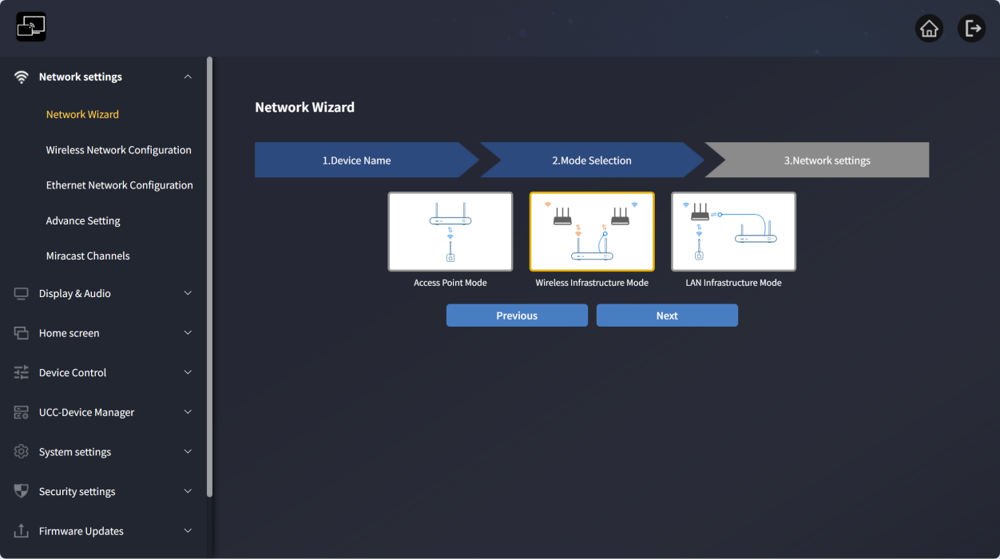 Network settings
Network Wizard
Wireless Network Configuration
Ethernet Network Configuration
Advance Setting
Miracast Channels
Display & Audio
Home screen
Device Control
UCC-Device Manager
System settings
Security settings
Firmware Updates
Network Wizard
1.Device Name
2.Mode Selection
3.Network settings
Access Point Mode
Wireless Infrastructure Mode
LAN Infrastructure Mode
Previous
Next